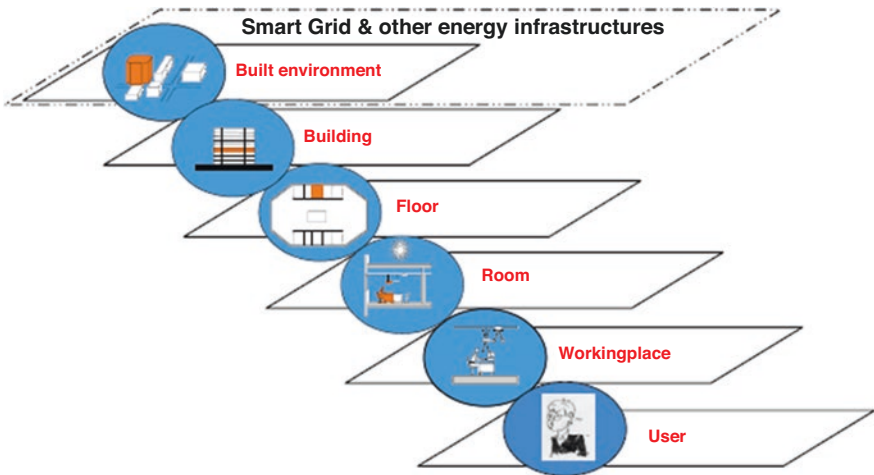 Smart Grid & other energy infrastructures
Built environment
Building
Floor
Room
Workingplace
User